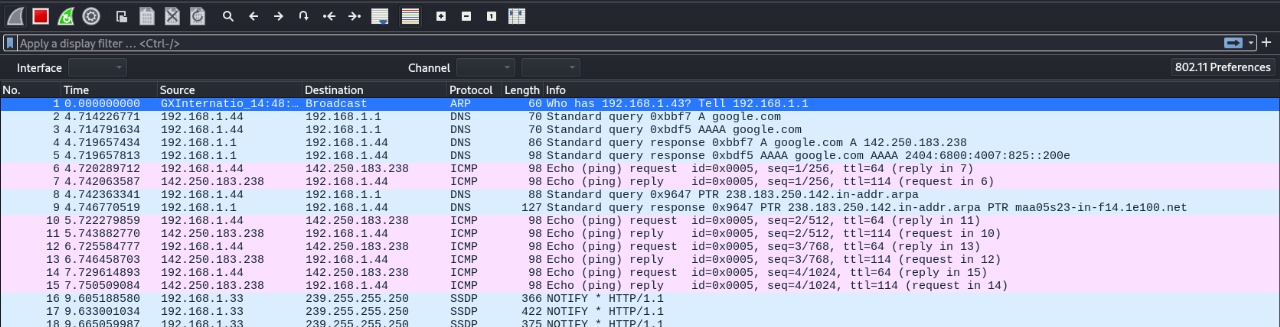 Apply a display filter ... <Ctrl-/>
Interface Channel 802.11 Preferences
No. Time Source Destination Protocol Length Info
1 0.000000000 GXInternatio_14:48:… Broadcast ARP 60 Who has 192.168.1.43? Tell 192.168.1.1
2 4.714226771 192.168.1.44 192.168.1.1 DNS 70 Standard query 0xbbf7 A google.com
3 4.714791634 192.168.1.44 192.168.1.1 DNS 70 Standard query 0xbdf5 AAAA google.com
4 4.719657434 192.168.1.1 192.168.1.44 DNS 86 Standard query response 0xbbf7 A google.com A 142.250.183.238
5 4.719657813 192.168.1.1 192.168.1.44 DNS 98 Standard query response 0xbdf5 AAAA google.com AAAA 2404:6800:4007:825::200e
6 4.720289712 192.168.1.44 142.250.183.238 ICMP 98 Echo (ping) request id=0x0005, seq=1/256, ttl=64 (reply in 7)
7 4.742063587 142.250.183.238 192.168.1.44 ICMP 98 Echo (ping) reply id=0x0005, seq=1/256, ttl=114 (request in 6)
8 4.742363341 192.168.1.44 192.168.1.1 DNS 88 Standard query 0x9647 PTR 238.183.250.142.in-addr.arpa
9 4.746770519 192.168.1.1 192.168.1.44 DNS 127 Standard query response 0x9647 PTR 238.183.250.142.in-addr.arpa PTR maa05s23-in-f14.1e100.net
10 5.722279859 192.168.1.44 142.250.183.238 ICMP 98 Echo (ping) request id=0x0005, seq=2/512, ttl=64 (reply in 11)
11 5.743882770 142.250.183.238 192.168.1.44 ICMP 98 Echo (ping) reply id=0x0005, seq=2/512, ttl=114 (request in 10)
12 6.725584777 192.168.1.44 142.250.183.238 ICMP 98 Echo (ping) request id=0x0005, seq=3/768, ttl=64 (reply in 13)
13 6.746458703 142.250.183.238 192.168.1.44 ICMP 98 Echo (ping) reply id=0x0005, seq=3/768, ttl=114 (request in 12)
14 7.729614893 192.168.1.44 142.250.183.238 ICMP 98 Echo (ping) request id=0x0005, seq=4/1024, ttl=64 (reply in 15)
15 7.750509084 142.250.183.238 192.168.1.44 ICMP 98 Echo (ping) reply id=0x0005, seq=4/1024, ttl=114 (request in 14)
16 9.605188580 192.168.1.33 239.255.255.250 SSDP 366 NOTIFY * HTTP/1.1
17 9.633001034 192.168.1.33 239.255.255.250 SSDP 422 NOTIFY * HTTP/1.1
18 9.665059987 192.168.1.33 239.255.255.250 SSDP 375 NOTIFY * HTTP/1.1